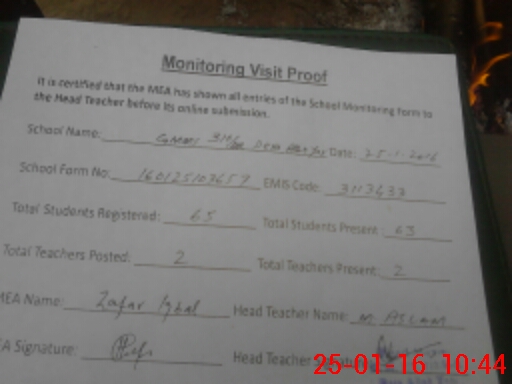 Monitoring Visit Proof
It is certified that the MEA has shown all entries of the School Monitoring form to
the Head Teacher before its online submission.
School Name: Date: 25-1-2016
School Form No: 160125103657 EMIS Code: 3113433
Total Students Registered: 65 Total Students Present: 63
Total Teachers Posted: 2 Total Teachers Present: 2
MEA Name: Zafar Iqbal Head Teacher Name: M. ASLAM
A Signature: Head Teacher
25-01-16 10:44